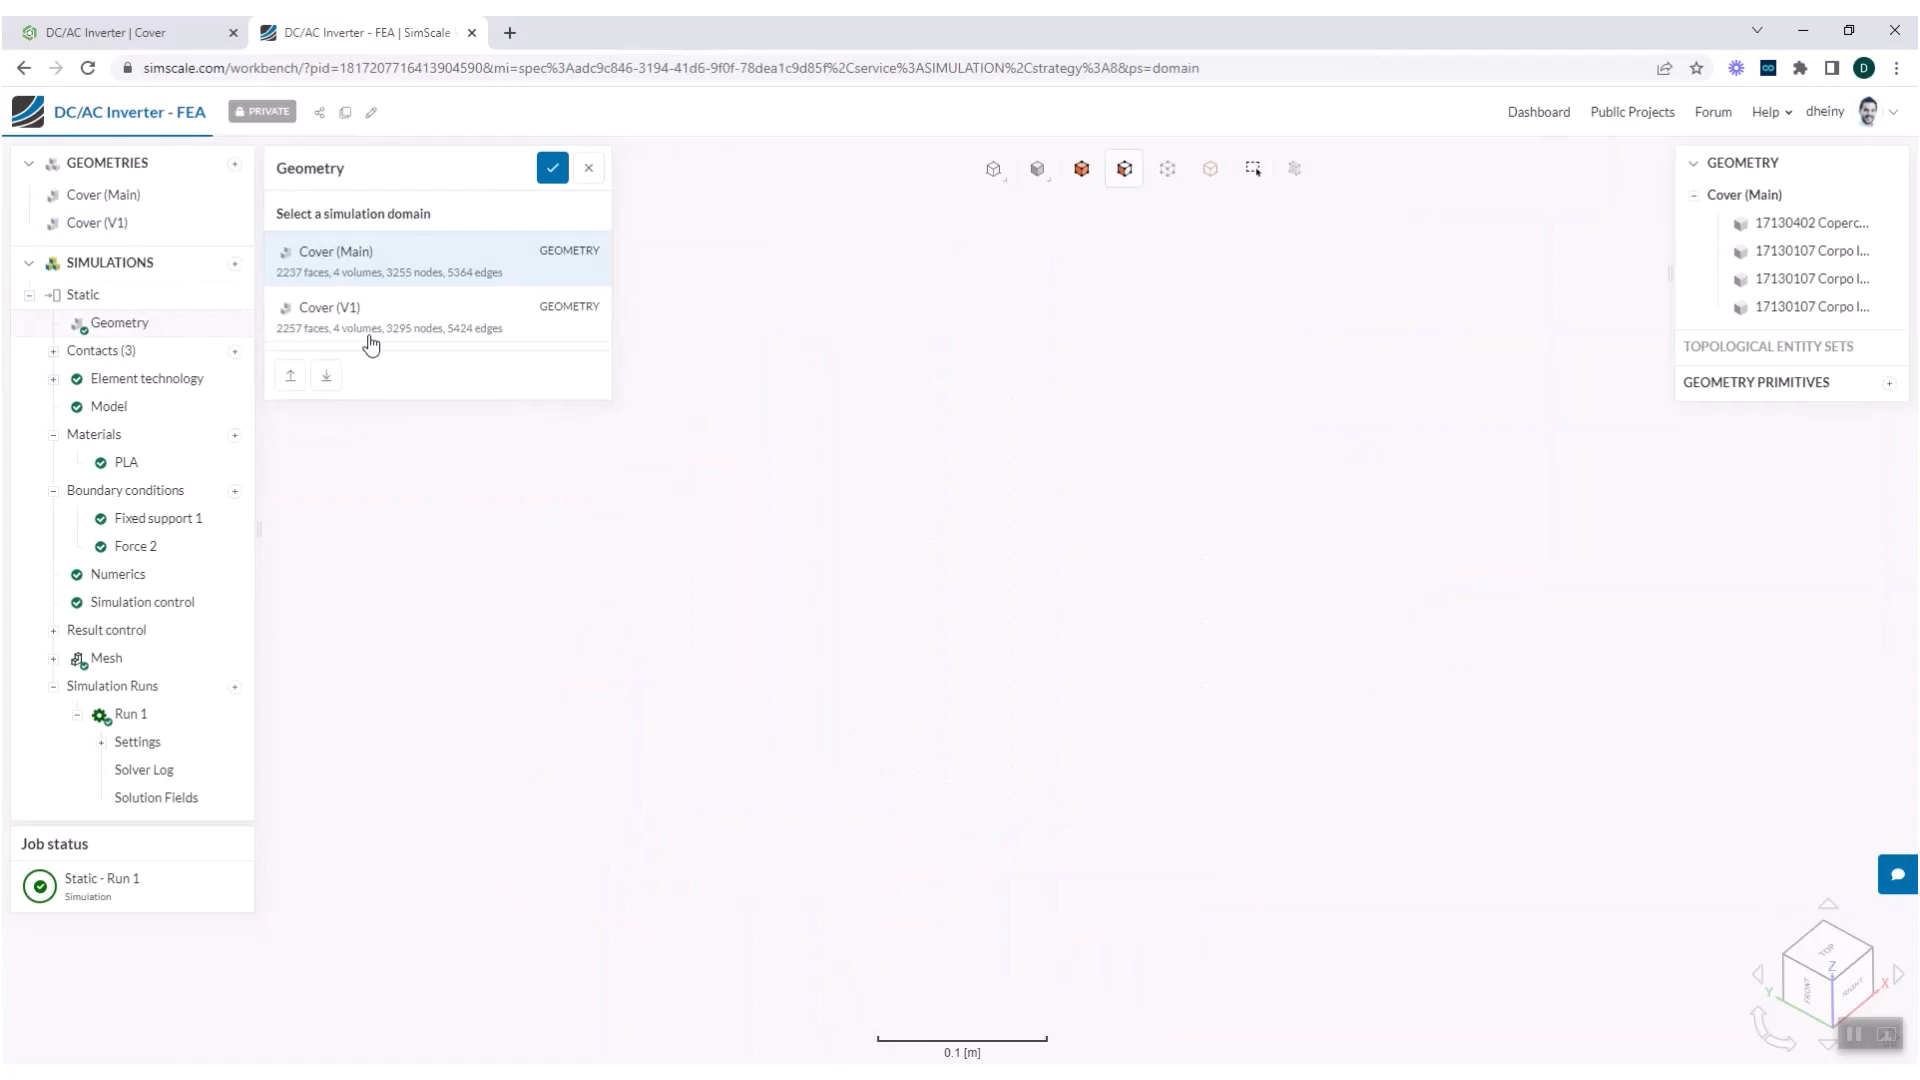 DC/AC Inverter | Cover
DC/AC Inverter - FEA | SimScale
simscale.com/workbench/?pid=1817207716413904590&mi=spec%3Aadc9c846-3194-41d6-9f0f-78dea1c9d85f%2Cservice%3ASIMULATION%2Cstrategy%3A8&ps=domain
D
DC/AC Inverter - FEA
PRIVATE
Dashboard
Public Projects
Forum
Help
dheiny
GEOMETRIES
Cover (Main)
Cover (V1)
SIMULATIONS
Static
Geometry
Contacts (3)
Element technology
Model
Materials
PLA
Boundary conditions
Fixed support 1
Force 2
Numerics
Simulation control
Result control
Mesh
Simulation Runs
Run 1
Settings
Solver Log
Solution Fields
Job status
Static - Run 1
Simulation
Geometry
Select a simulation domain
Cover (Main) GEOMETRY
2237 faces, 4 volumes, 3255 nodes, 5364 edges
Cover (V1) GEOMETRY
2257 faces, 4 volumes, 3295 nodes, 5424 edges
GEOMETRY
Cover (Main)
17130402 Coperc...
17130107 Corpo I...
17130107 Corpo I...
17130107 Corpo I...
TOPOLOGICAL ENTITY SETS
GEOMETRY PRIMITIVES
0.1 [m]
TOP
FRONT
RIGHT
Z
Y
X